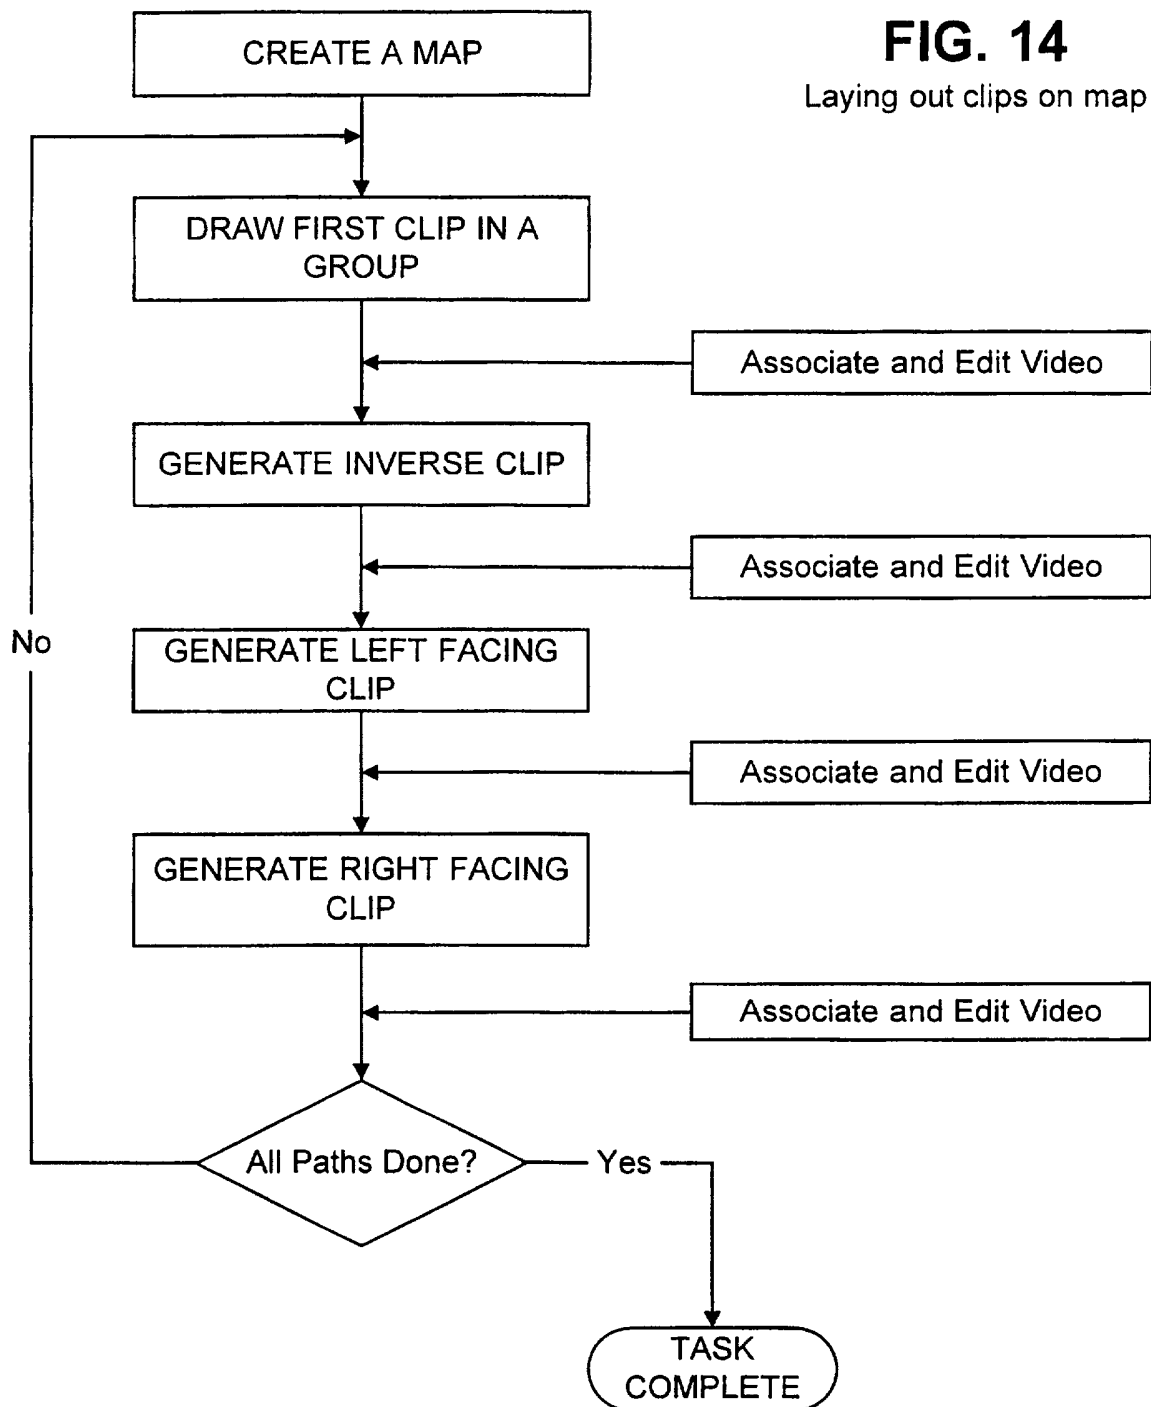 CREATE A MAP
FIG. 14
Laying out clips on map
DRAW FIRST CLIP IN A
GROUP
Associate and Edit Video
GENERATE INVERSE CLIP
Associate and Edit Video
No
GENERATE LEFT FACING
CLIP
Associate and Edit Video
GENERATE RIGHT FACING
CLIP
Associate and Edit Video
All Paths Done?
Yes
TASK
COMPLETE